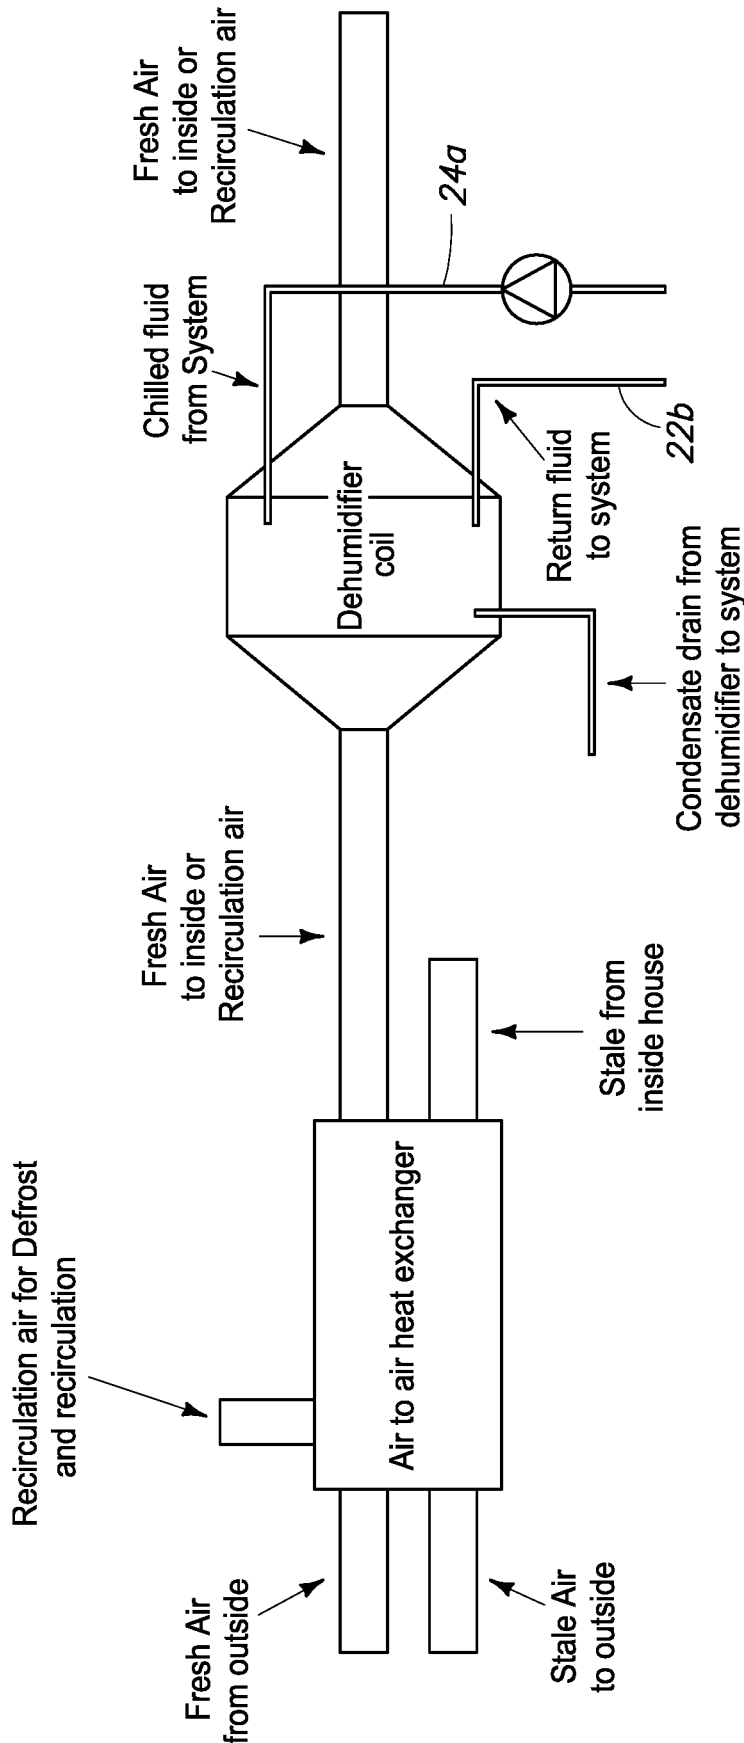 Recirculation air for Defrost
and recirculation
Fresh Air
from outside
Stale Air
to outside
Air to air heat exchanger
Fresh Air
to inside or
Recirculation air
Stale from
inside house
Dehumidifier
coil
Chilled fluid
from System
Fresh Air
to inside or
Recirculation air
24a
Return fluid
to system
22b
Condensate drain from
dehumidifier to system